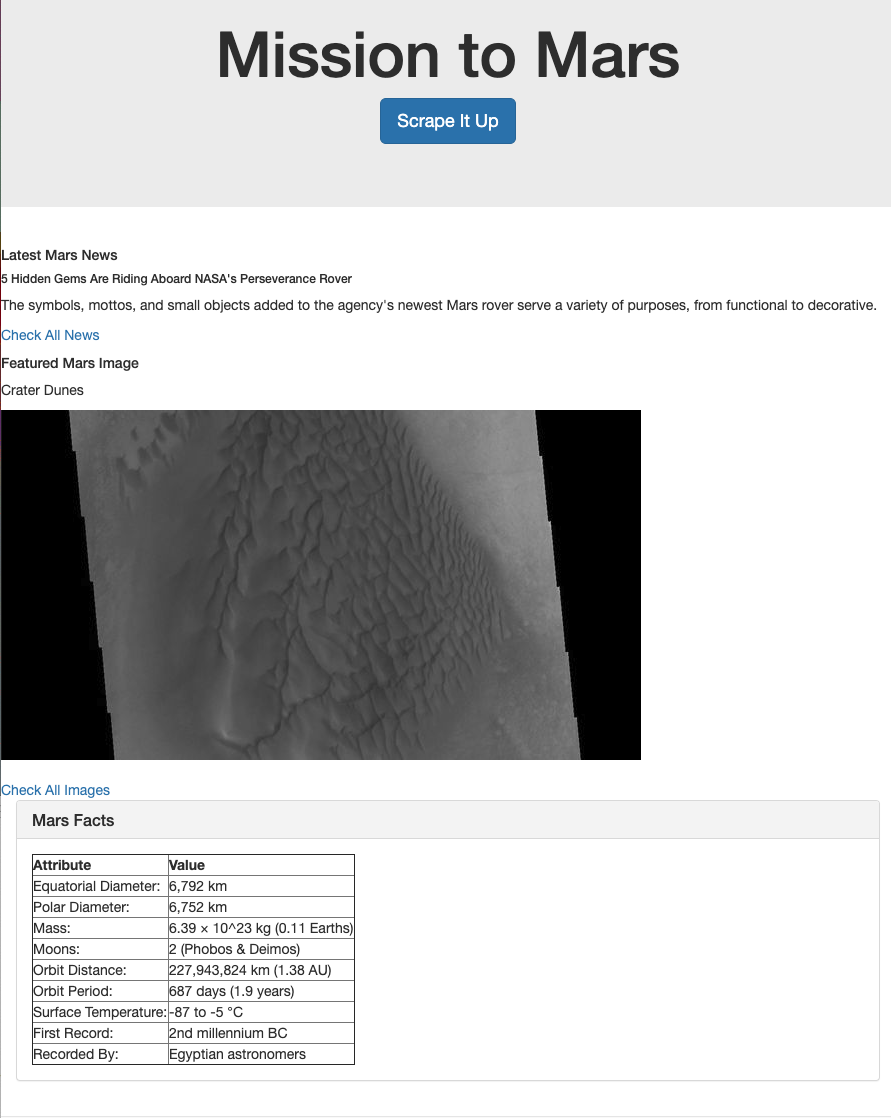 Mission to Mars
Scrape It Up
Latest Mars News
5 Hidden Gems Are Riding Aboard NASA's Perseverance Rover
The symbols, mottos, and small objects added to the agency's newest Mars rover serve a variety of purposes, from functional to decorative.
Check All News
Featured Mars Image
Crater Dunes
Check All Images
Mars Facts
Attribute Value
Equatorial Diameter: 6,792 km
Polar Diameter: 6,752 km
Mass: 6.39 × 10^23 kg (0.11 Earths)
Moons: 2 (Phobos & Deimos)
Orbit Distance: 227,943,824 km (1.38 AU)
Orbit Period: 687 days (1.9 years)
Surface Temperature: -87 to -5 °C
First Record: 2nd millennium BC
Recorded By: Egyptian astronomers